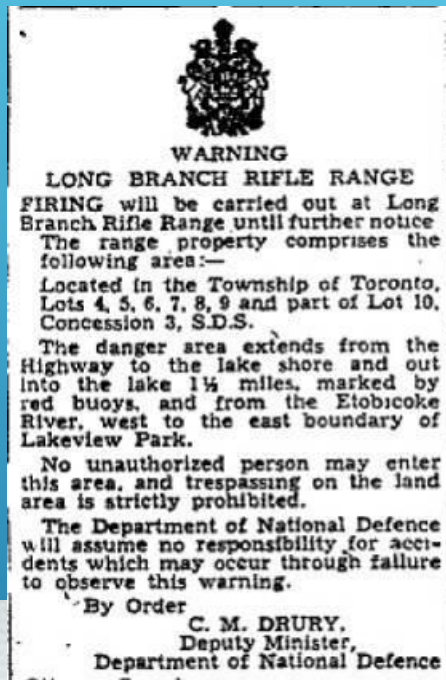 WARNING
LONG BRANCH RIFLE RANGE
FIRING will be carried out at Long
Branch Rifle Range until further notice
The range property comprises the
following area:—
Located in the Township of Toronto,
Lots 4, 5, 6, 7, 8, 9 and part of Lot 10,
Concession 3, S.D.S.
The danger area extends from the
Highway to the lake shore and out
into the lake 1½ miles, marked by
red buoys, and from the Etobicoke
River, west to the east boundary of
Lakeview Park.
No unauthorized person may enter
this area, and trespassing on the land
area is strictly prohibited.
The Department of National Defence
will assume no responsibility for acci-
dents which may occur through failure
to observe this warning.
By Order
C. M. DRURY,
Deputy Minister,
Department of National Defence